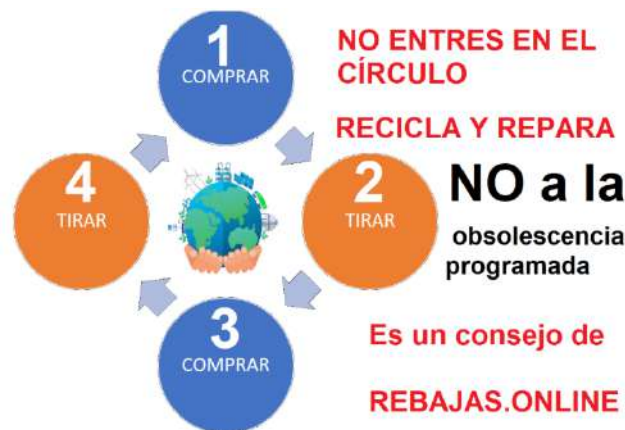 1
COMPRAR
NO ENTRES EN EL
CÍRCULO
RECICLA Y REPARA
4
TIRAR
2
TIRAR
NO a la
obsolescencia
programada
3
COMPRAR
Es un consejo de
REBAJAS.ONLINE